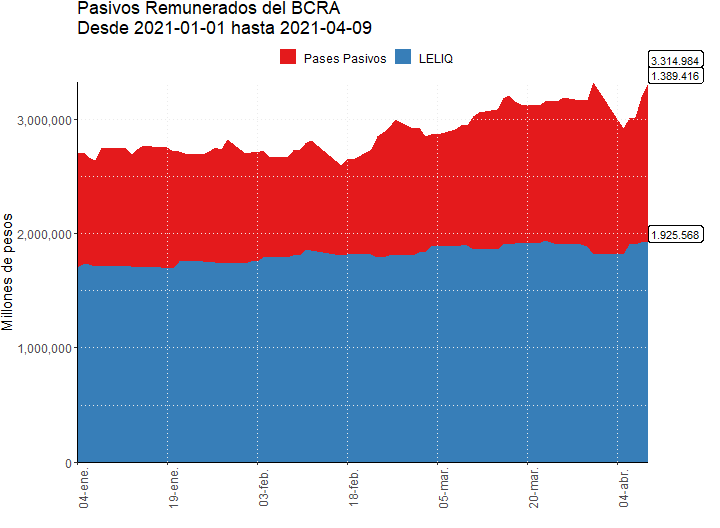 Pasivos Remunerados del BCRA
Desde 2021-01-01 hasta 2021-04-09
Pases Pasivos LELIQ
3.314.984
1.389.416
3,000,000
2,000,000
1.925.568
1,000,000
0
Millones de pesos
04-ene. 19-ene. 03-feb. 18-feb. 05-mar. 20-mar. 04-abr.